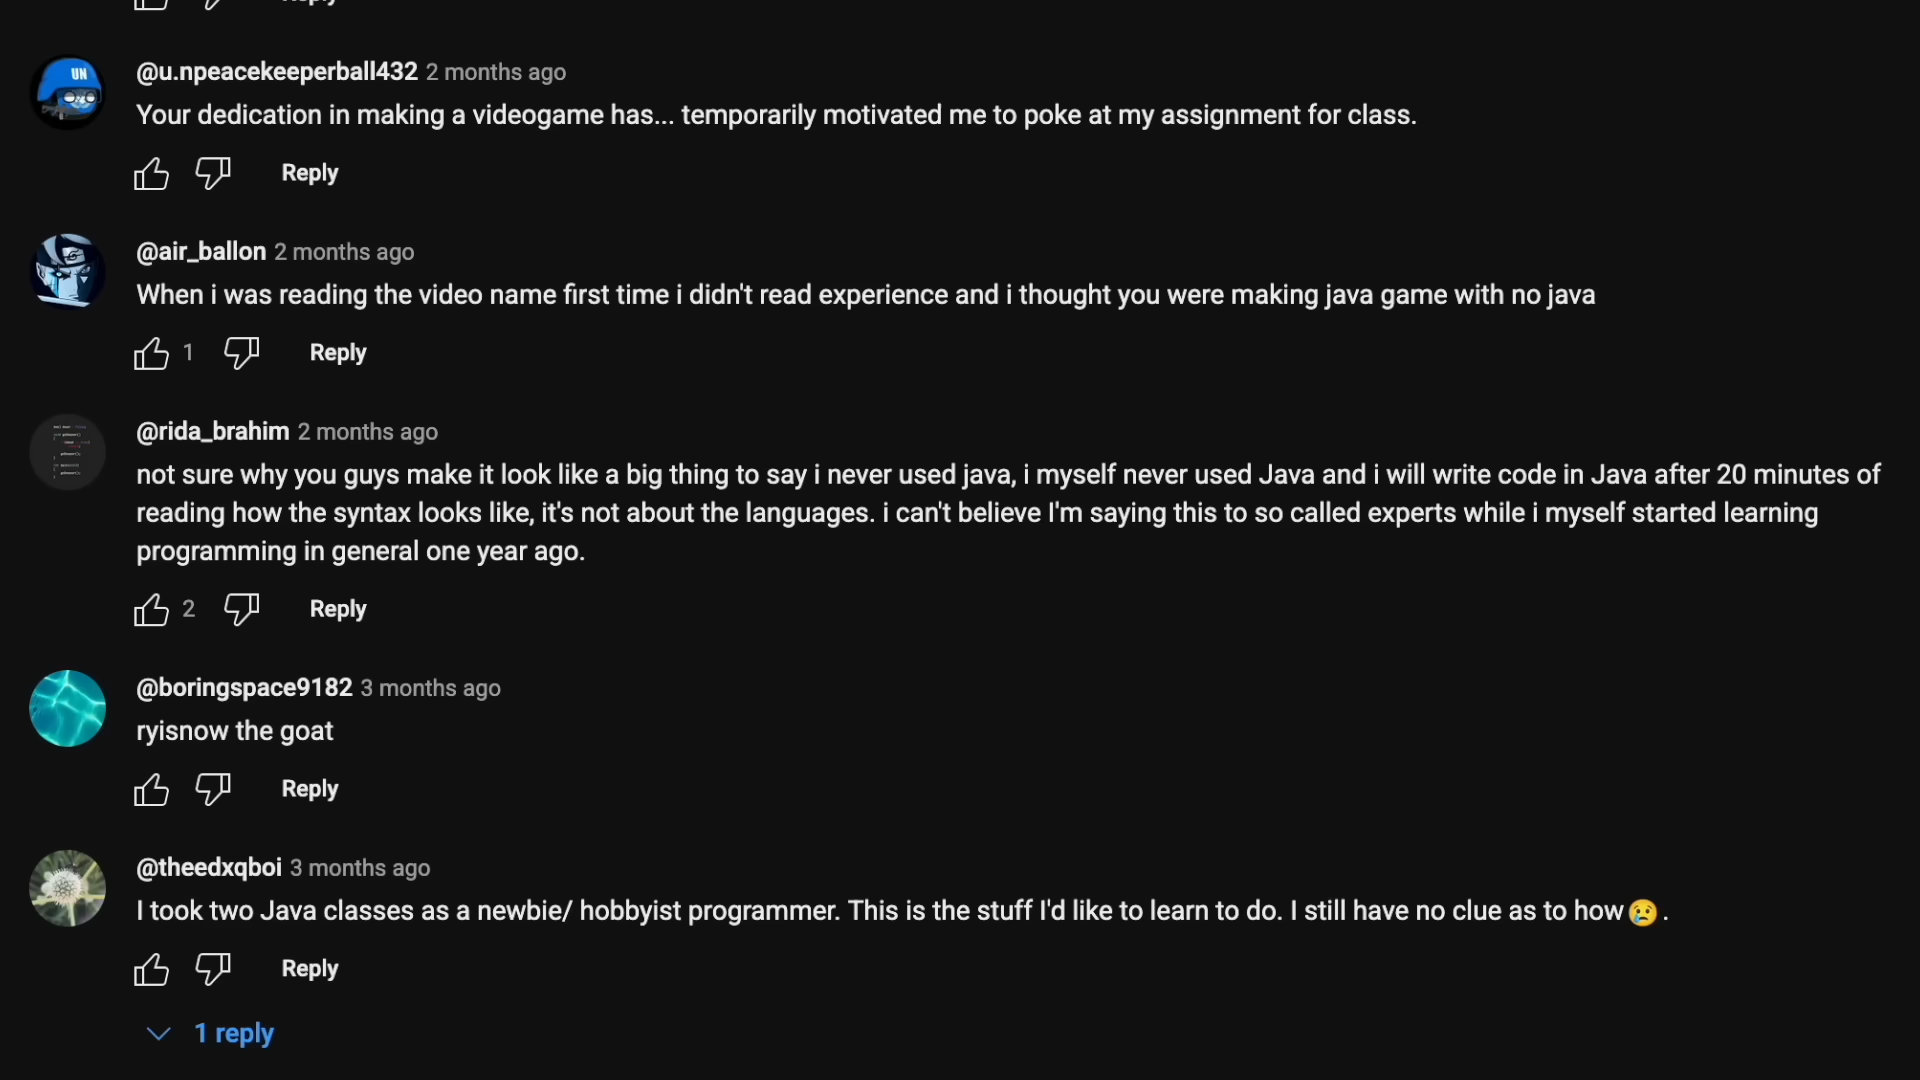 Reply
@u.npeacekeeperball432 2 months ago
UN
Your dedication in making a videogame has... temporarily motivated me to poke at my assignment for class.
Reply
@air_ballon 2 months ago
When i was reading the video name first time i didn't read experience and i thought you were making java game with no java
1 Reply
@rida_brahim 2 months ago
not sure why you guys make it look like a big thing to say i never used java, i myself never used Java and i will write code in Java after 20 minutes of
reading how the syntax looks like, it's not about the languages. i can't believe I'm saying this to so called experts while i myself started learning
programming in general one year ago.
2 Reply
@boringspace9182 3 months ago
ryisnow the goat
Reply
@theedxqboi 3 months ago
I took two Java classes as a newbie/ hobbyist programmer. This is the stuff I'd like to learn to do. I still have no clue as to how😢.
Reply
1 reply